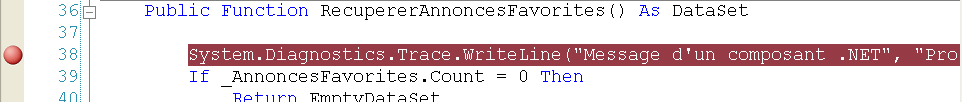 36 Public Function RecupererAnnoncesFavorites() As DataSet
37
38 System.Diagnostics.Trace.WriteLine("Message d'un composant .NET", "Pro
39 If _AnnoncesFavorites.Count = 0 Then
40 Return EmptyDataSet